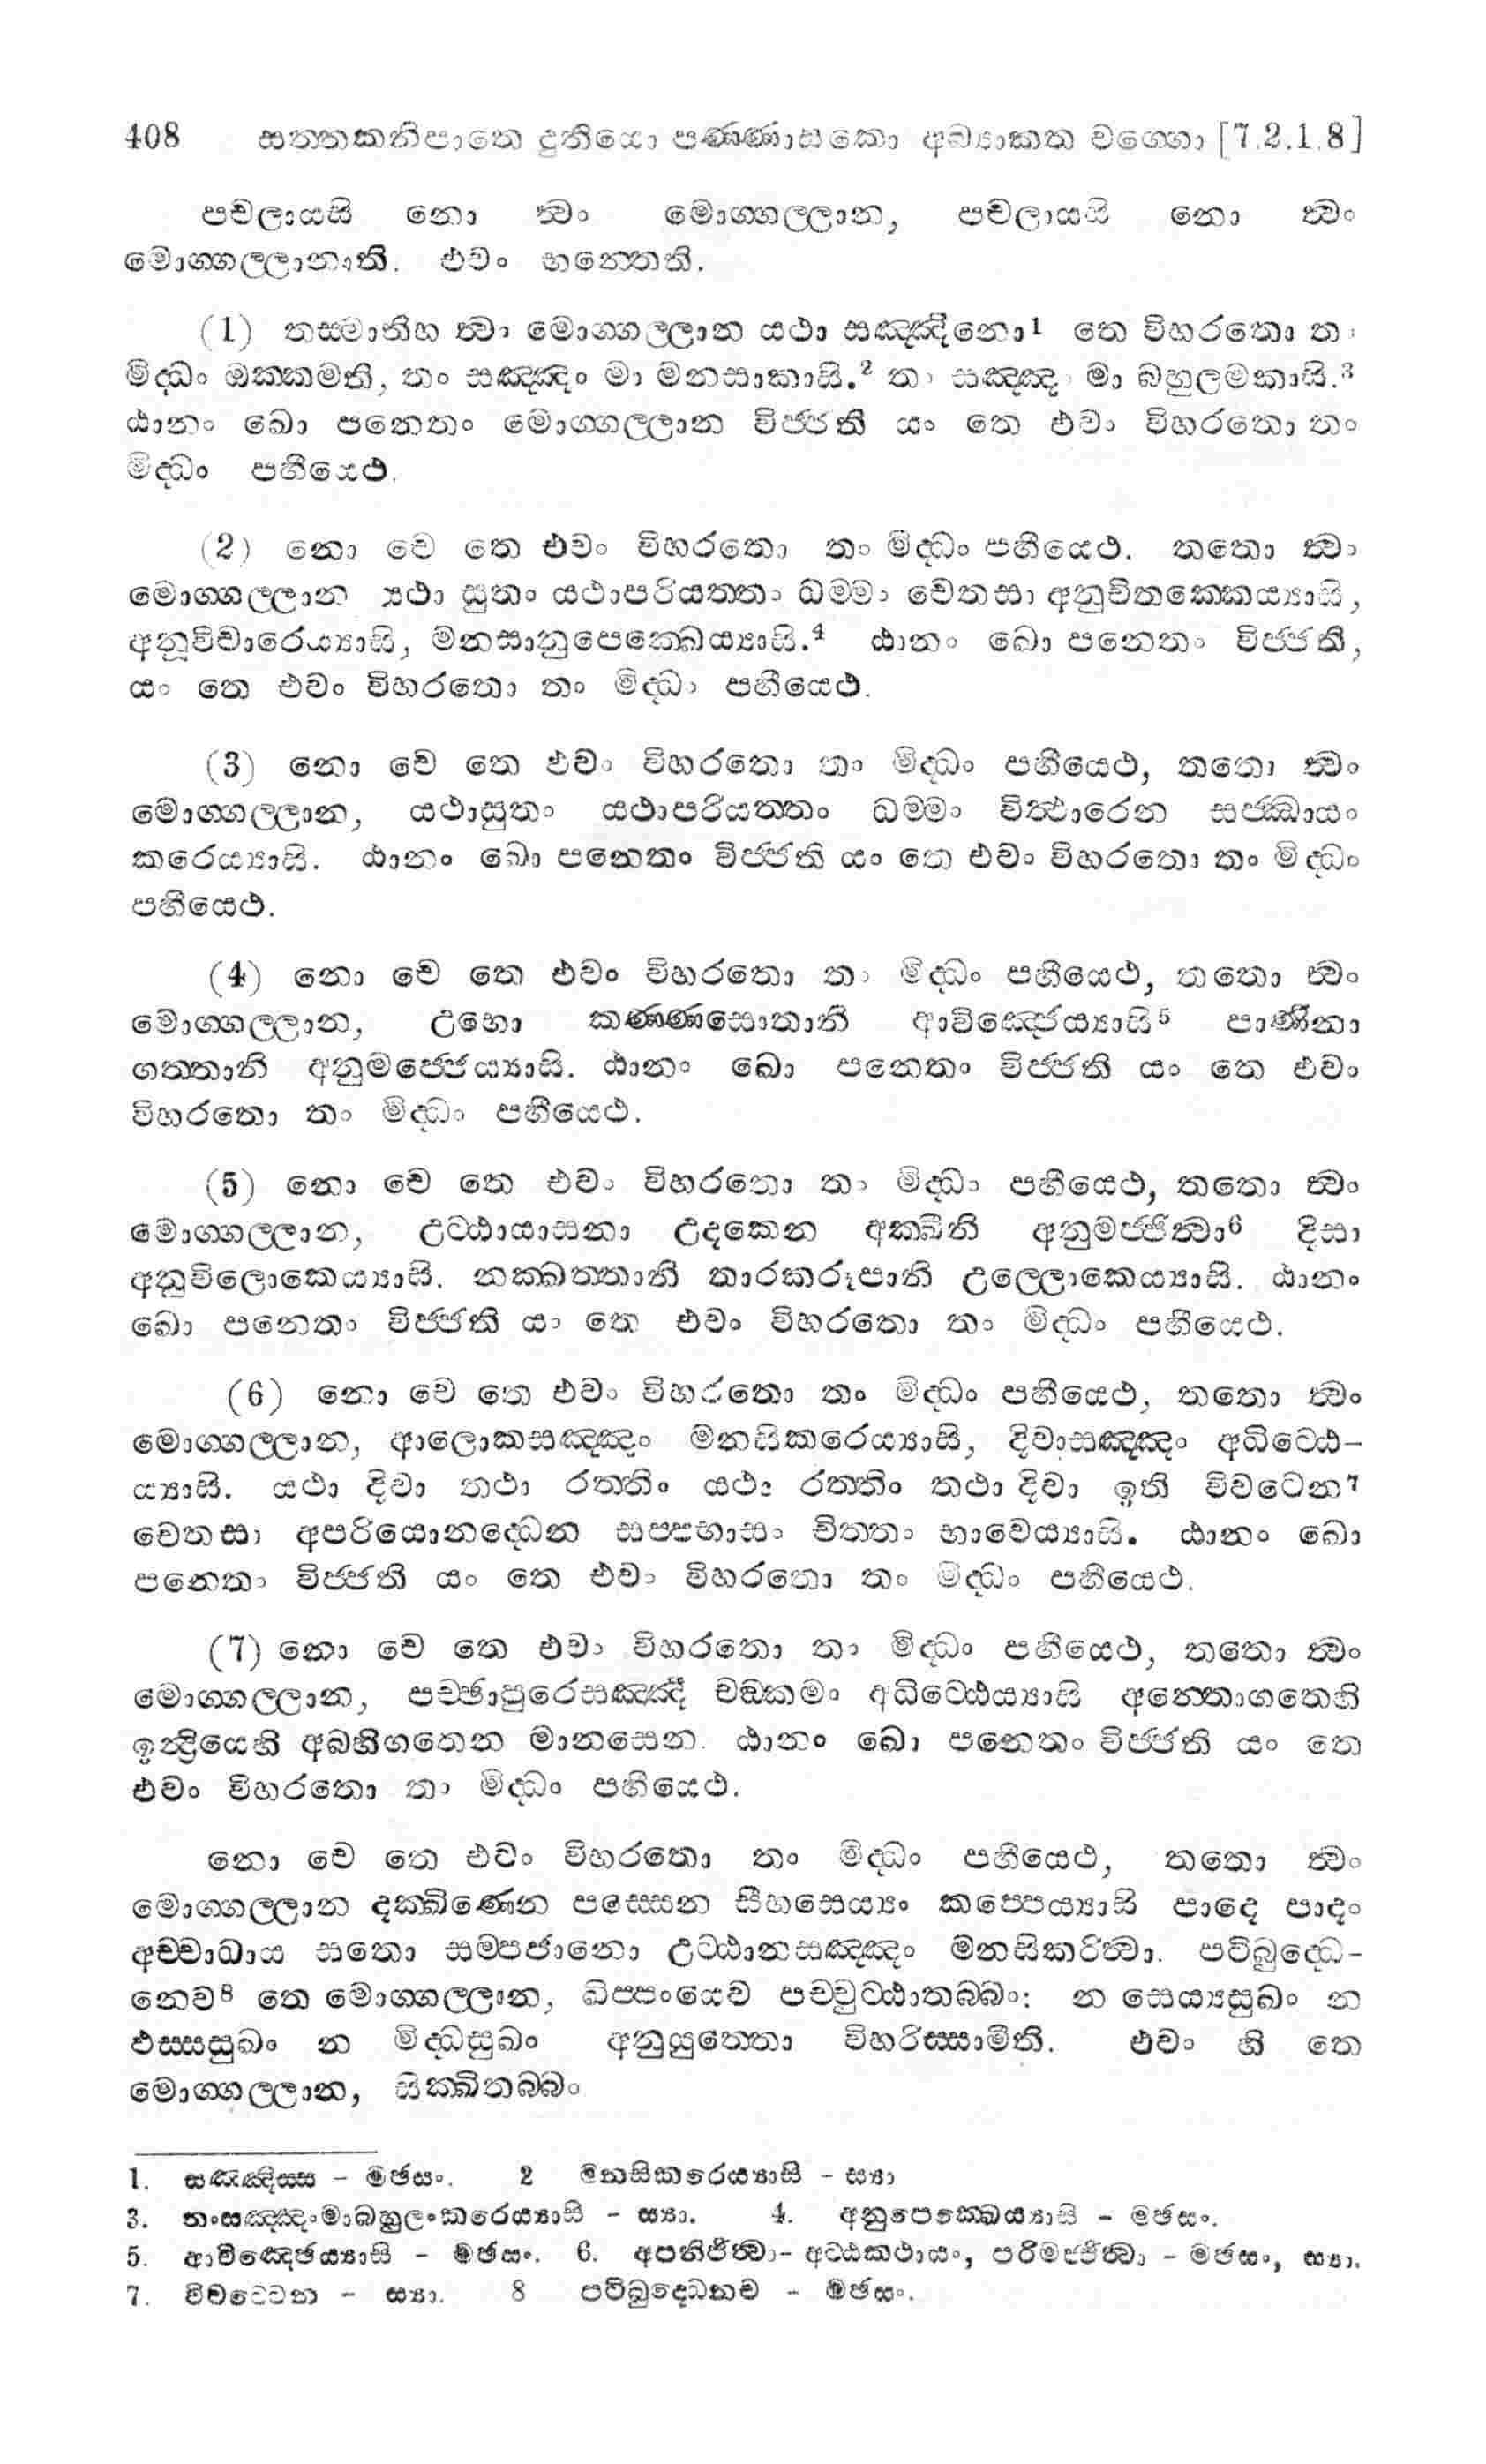 408 සත්තකනිපාතෙ දුතියො පණ්ණාසකො අබ්‍යාකත වග්ගො [7.2.1.8]
පචලායසි නො ත්වං මොග්ගල්ලාන, පචලායසි නො ත්වං
මොග්ගල්ලානාති. එවං භන්තෙති.
(1) තස්මාතිහ ත්වං මොග්ගල්ලාන යථා සඤ්ඤිනො1 තෙ විහරතො තං
මිද්ධං ඔක්කමති, තං සඤ්ඤං මා මනසාකාසි.2 තං සඤ්ඤං මා බහුලමකාසි.3
ඨානං ඛො පනෙතං මොග්ගල්ලාන විජ්ජති යං තෙ එවං විහරතො තං
මිද්ධං පහීයෙථ.
(2) නො චෙ තෙ එවං විහරතො තං මිද්ධං පහීයෙථ. තතො ත්වං
මොග්ගල්ලාන යථා සුතං යථාපරියත්තං ධම්මං චෙතසා අනුවිතක්කෙය්‍යාසි,
අනුවිචාරෙය්‍යාසි, මනසානුපෙක්ඛෙය්‍යාසි.4 ඨානං ඛො පනෙතං විජ්ජති,
යං තෙ එවං විහරතො තං මිද්ධං පහීයෙථ.
(3) නො චෙ තෙ එවං විහරතො තං මිද්ධං පහීයෙථ, තතො ත්වං
මොග්ගල්ලාන, යථාසුතං යථාපරියත්තං ධම්මං විත්ථාරෙන සජ්ඣායං
කරෙය්‍යාසි. ඨානං ඛො පනෙතං විජ්ජති යං තෙ එවං විහරතො තං මිද්ධං
පහීයෙථ.
(4) නො චෙ තෙ එවං විහරතො තං මිද්ධං පහීයෙථ, තතො ත්වං
මොග්ගල්ලාන, උභො කණ්ණසොතානි ආවිඤ්ජෙය්‍යාසි5 පාණිනා
ගත්තානි අනුමජ්ජෙය්‍යාසි. ඨානං ඛො පනෙතං විජ්ජති යං තෙ එවං
විහරතො තං මිද්ධං පහීයෙථ.
(5) නො චෙ තෙ එවං විහරතො තං මිද්ධං පහීයෙථ, තතො ත්වං
මොග්ගල්ලාන, උට්ඨායාසනා උදකෙන අක්ඛීනි අනුමජ්ජිත්වා6 දිසා
අනුවිලොකෙය්‍යාසි. නක්ඛත්තානි තාරකරූපානි උල්ලොකෙය්‍යාසි. ඨානං
ඛො පනෙතං විජ්ජති යං තෙ එවං විහරතො තං මිද්ධං පහීයෙථ.
(6) නො චෙ තෙ එවං විහරතො තං මිද්ධං පහීයෙථ, තතො ත්වං
මොග්ගල්ලාන, ආලොකසඤ්ඤං මනසිකරෙය්‍යාසි, දිවාසඤ්ඤං අධිට්ඨෙ-
ය්‍යාසි. යථා දිවා තථා රත්තිං යථා රත්තිං තථා දිවා ඉති විවටෙන7
චෙතසා අපරියොනද්ධෙන සප්පභාසං චිත්තං භාවෙය්‍යාසි. ඨානං ඛො
පනෙතං විජ්ජති යං තෙ එවං විහරතො තං මිද්ධං පහීයෙථ.
(7) නො චෙ තෙ එවං විහරතො තං මිද්ධං පහීයෙථ, තතො ත්වං
මොග්ගල්ලාන, පච්ඡාපුරෙසඤ්ඤී චඞ්කමං අධිට්ඨෙය්‍යාසි අන්තොගතෙහි
ඉන්‍ද්‍රියෙහි අබහිගතෙන මානසෙන. ඨානං ඛො පනෙතං විජ්ජති යං තෙ
එවං විහරතො තං මිද්ධං පහීයෙථ.
නො චෙ තෙ එවං විහරතො තං මිද්ධං පහීයෙථ, තතො ත්වං
මොග්ගල්ලාන දක්ඛිණෙන පස්සෙන සීහසෙය්‍යං කප්පෙය්‍යාසි පාදෙ පාදං
අච්චාධාය සතො සම්පජානො උට්ඨානසඤ්ඤං මනසිකරිත්වා. පටිබුද්ධෙ-
නෙව8 තෙ මොග්ගල්ලාන, ඛිප්පංයෙව පච්චුට්ඨාතබ්බං: න සෙය්‍යසුඛං න
ඵස්සසුඛං න මිද්ධසුඛං අනුයුත්තො විහරිස්සාමීති. එවං හි තෙ
මොග්ගල්ලාන, සික්ඛිතබ්බං
1. සඤ්ඤිස්ස - මඡසං. 2 මනසිකරෙය්‍යාසි - ස්‍යා
3. තංසඤ්ඤංමාබහුලංකරෙය්‍යාසි - ස්‍යා. 4. අනුපෙක්ඛෙය්‍යාසි - මඡසං.
5. ආවිඤ්ඡෙය්‍යාසි - මඡසං. 6. අපනිජිත්වා- අට්ඨකථායං, පරිමජ්ජිත්වා - මඡසං, ස්‍යා.
7. විවට්ටෙන - ස්‍යා. 8 පටිබුද්ධෙනච - මඡසං.